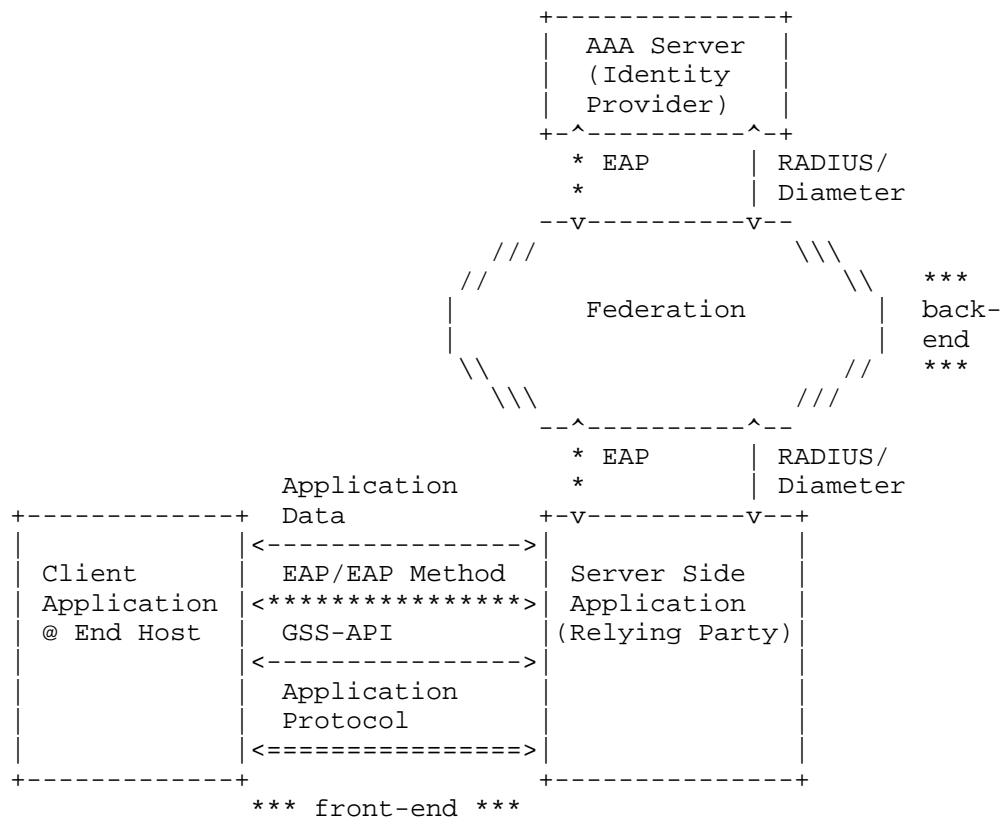 AAA Server
(Identity
Provider)
* EAP | RADIUS/
* | Diameter
***
Federation back-
end
***
* EAP | RADIUS/
Application * | Diameter
Data
Client EAP/EAP Method Server Side
Application <****************> Application
@ End Host GSS-API (Relying Party)
Application
Protocol
*** front-end ***